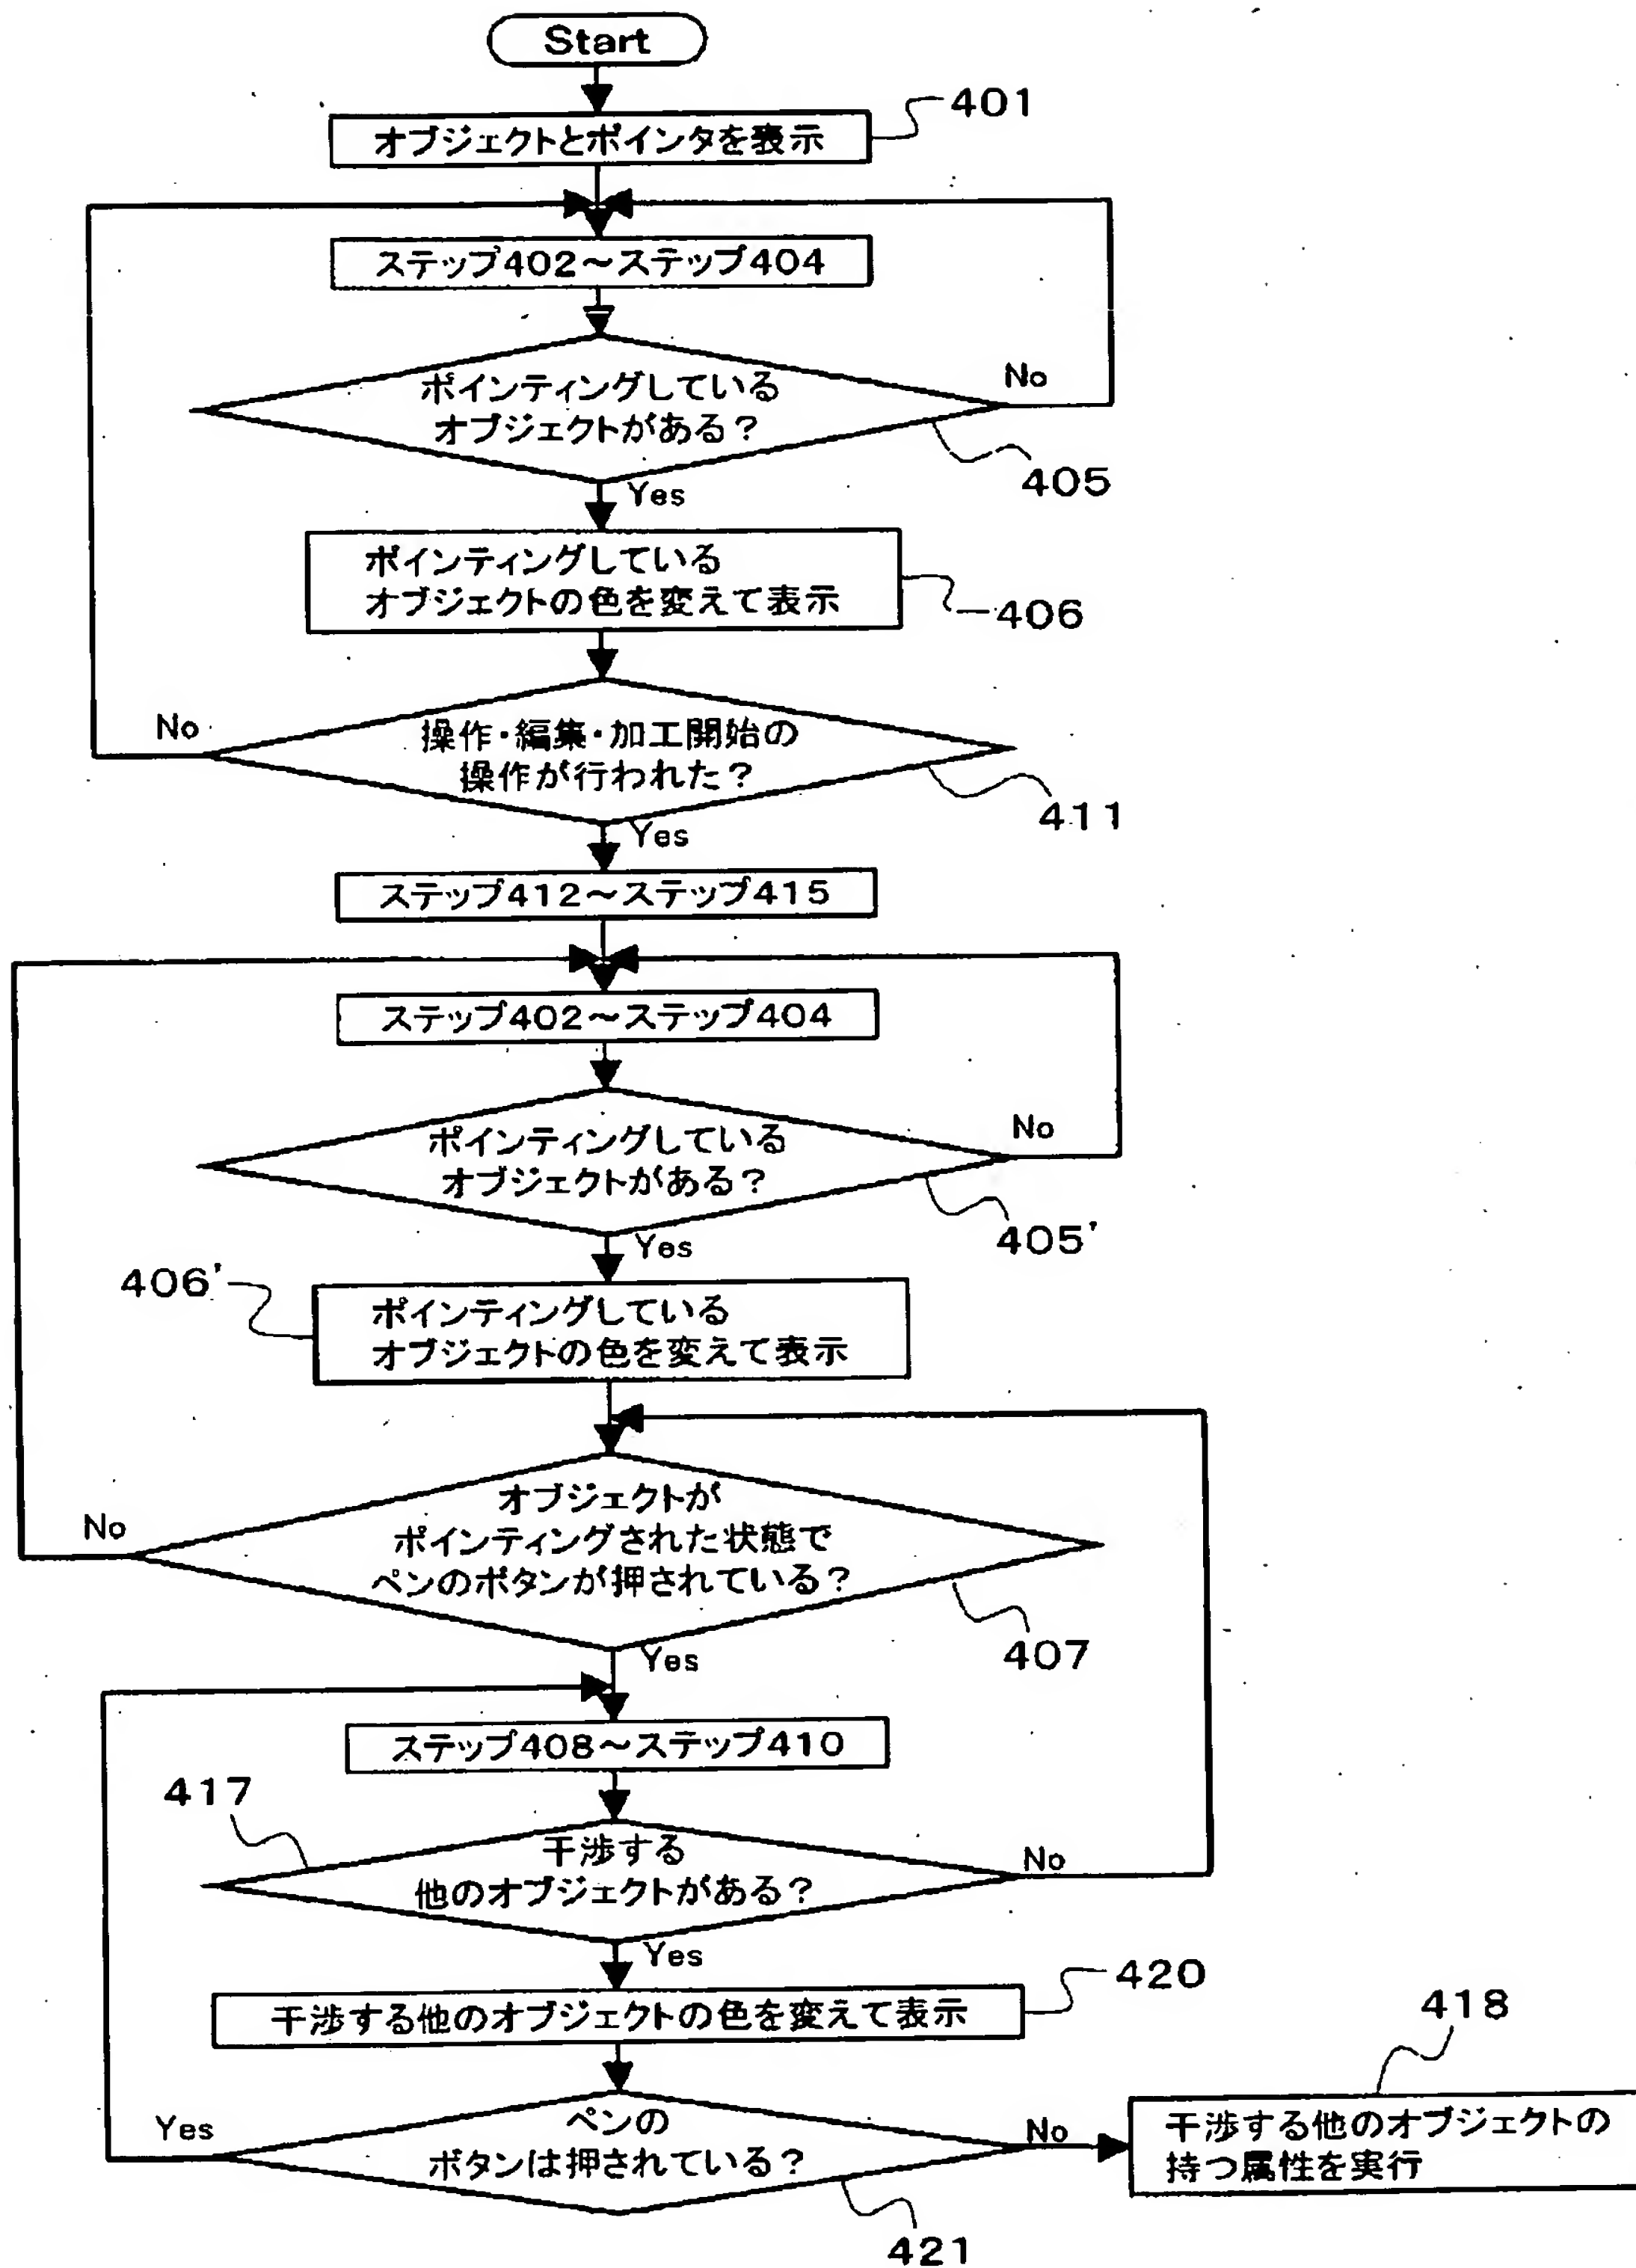 Start
401
オブジェクトとポインタを表示
ステップ402～ステップ404
ポインティングしている
オブジェクトがある？
No
405
Yes
ポインティングしている
オブジェクトの色を変えて表示
406
操作・編集・加工開始の
操作が行われた？
No
411
Yes
ステップ412～ステップ415
ステップ402～ステップ404
ポインティングしている
オブジェクトがある？
No
405'
Yes
406'
ポインティングしている
オブジェクトの色を変えて表示
オブジェクトが
ポインティングされた状態で
ペンのボタンが押されている？
No
407
Yes
ステップ408～ステップ410
417
干渉する
他のオブジェクトがある？
No
Yes
420
干渉する他のオブジェクトの色を変えて表示
418
ペンの
ボタンは押されている？
Yes
No
干渉する他のオブジェクトの
持つ属性を実行
421